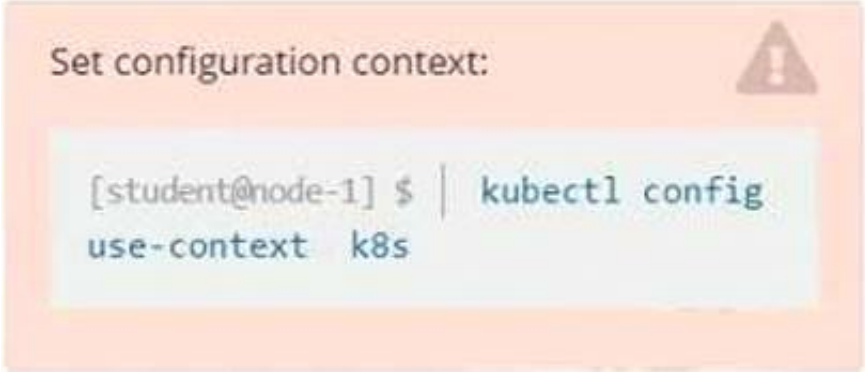 Set configuration context:
[student@node-1] $ | kubectl config
use-context k8s